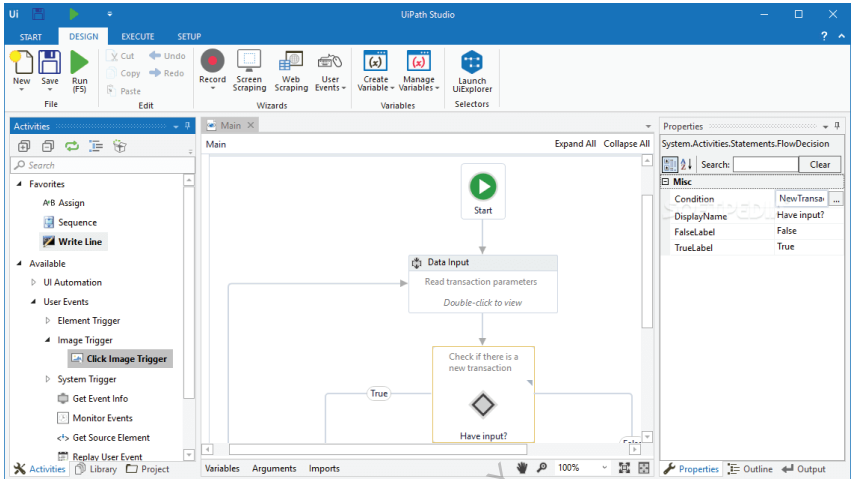 Ui
UiPath Studio
START DESIGN EXECUTE SETUP
?
Cut Undo
Copy Redo
Paste
New Save Run (F5)
Record Screen Scraping Web Scraping User Events
Create Variable Manage Variables
Launch UiExplorer
File Edit Wizards Variables Selectors
Activities
Search
Favorites
A+B Assign
Sequence
Write Line
Available
UI Automation
User Events
Element Trigger
Image Trigger
Click Image Trigger
System Trigger
Get Event Info
Monitor Events
Get Source Element
Replay User Event
Activities Library Project
Main
Main Expand All Collapse All
Start
Data Input
Read transaction parameters
Double-click to view
Check if there is a
new transaction
True
Have input?
Variables Arguments Imports 100%
Properties
System.Activities.Statements.FlowDecision
Search: Clear
Misc
Condition NewTransa ...
DisplayName Have input?
FalseLabel False
TrueLabel True
Properties Outline Output